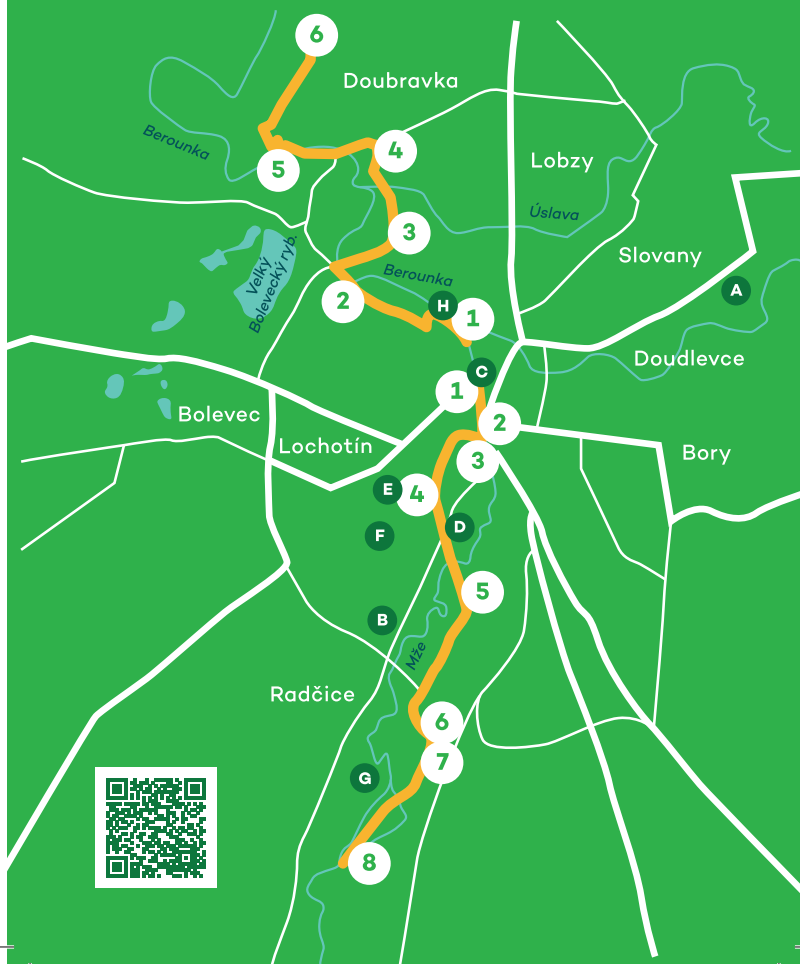 6
Doubravka
Berounka
4
Lobzy
5
Úslava
3
Slovany
Velký
Bolevecký ryb.
Berounka
A
2
H
1
Doudlevce
C
1
Bolevec
2
Lochotín
Bory
3
E
4
D
F
5
B
Mže
Radčice
6
7
G
8